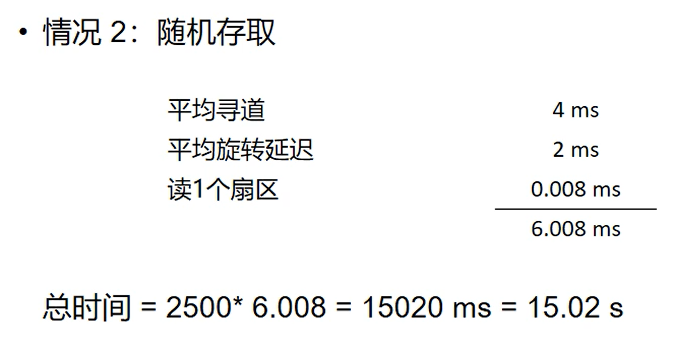 • 情况 2：随机存取
平均寻道 4 ms
平均旋转延迟 2 ms
读1个扇区 0.008 ms
6.008 ms
总时间 = 2500* 6.008 = 15020 ms = 15.02 s